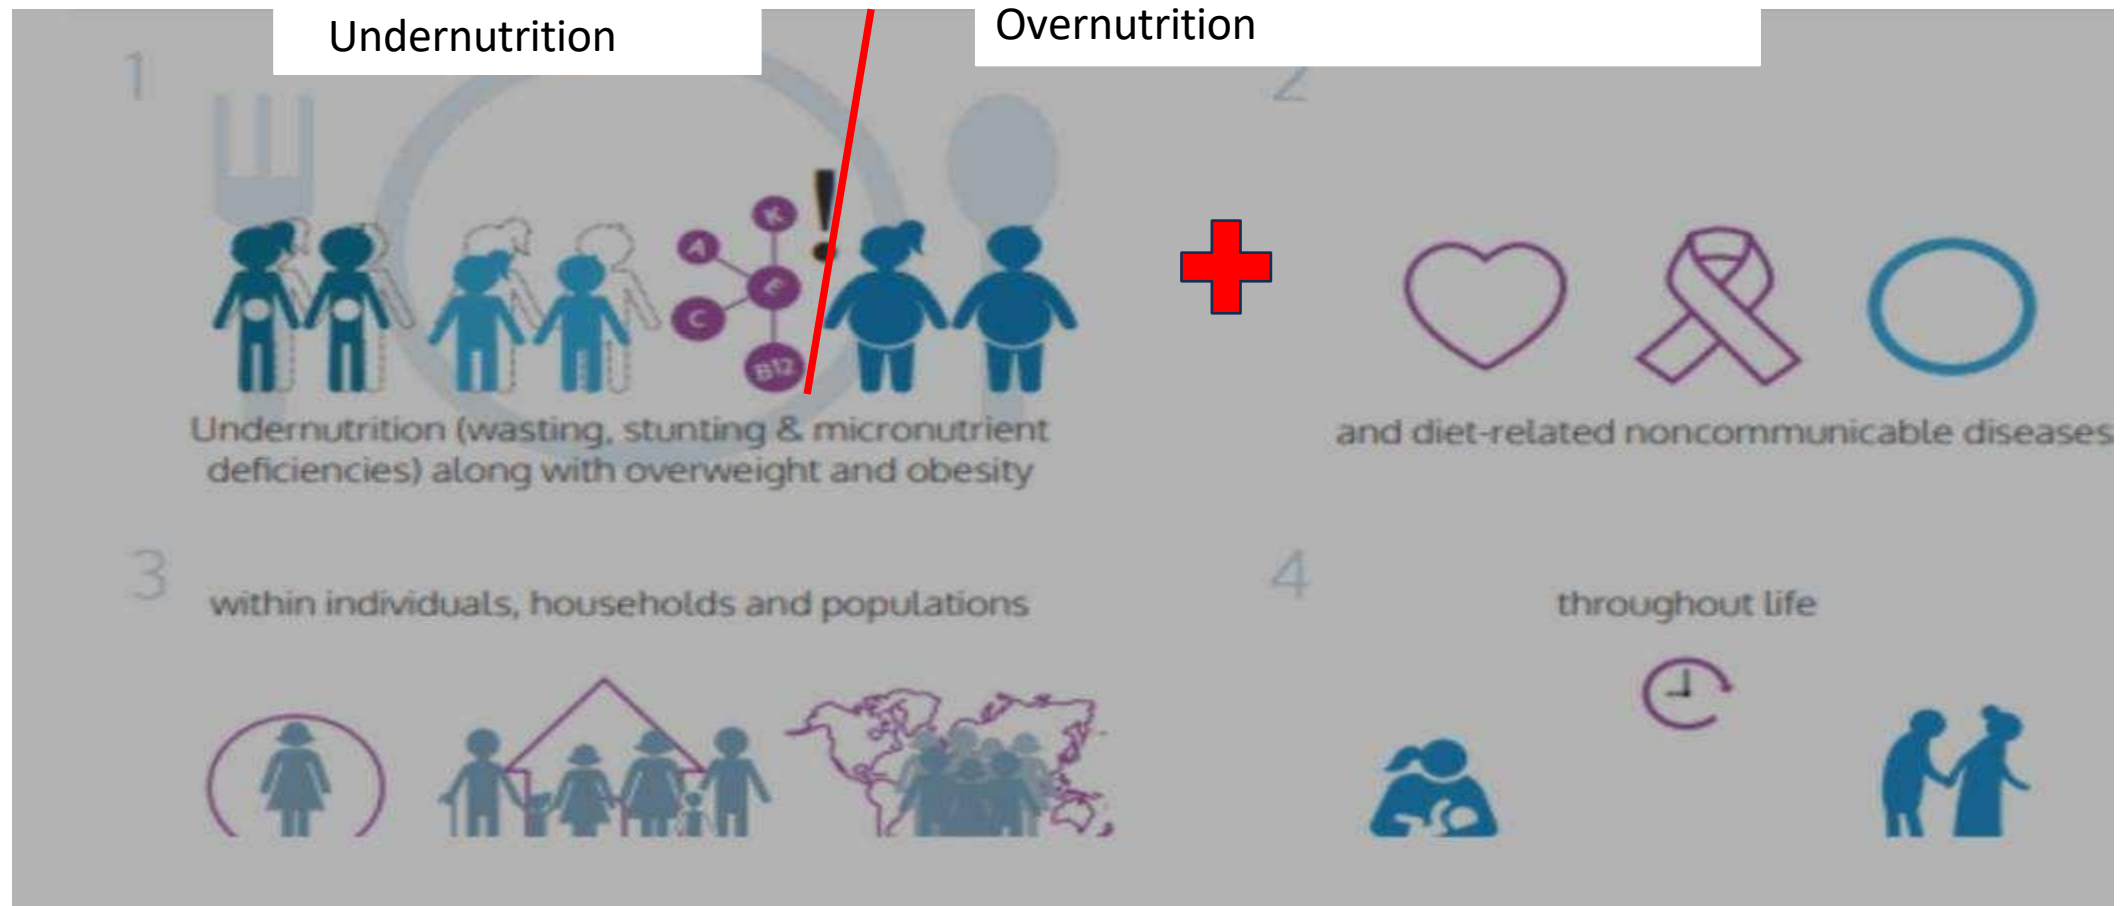 Undernutrition
Overnutrition
1
2
K
A
E
C
B12
!
Undernutrition (wasting, stunting & micronutrient
deficiencies) along with overweight and obesity
and diet-related noncommunicable diseases
3
within individuals, households and populations
4
throughout life